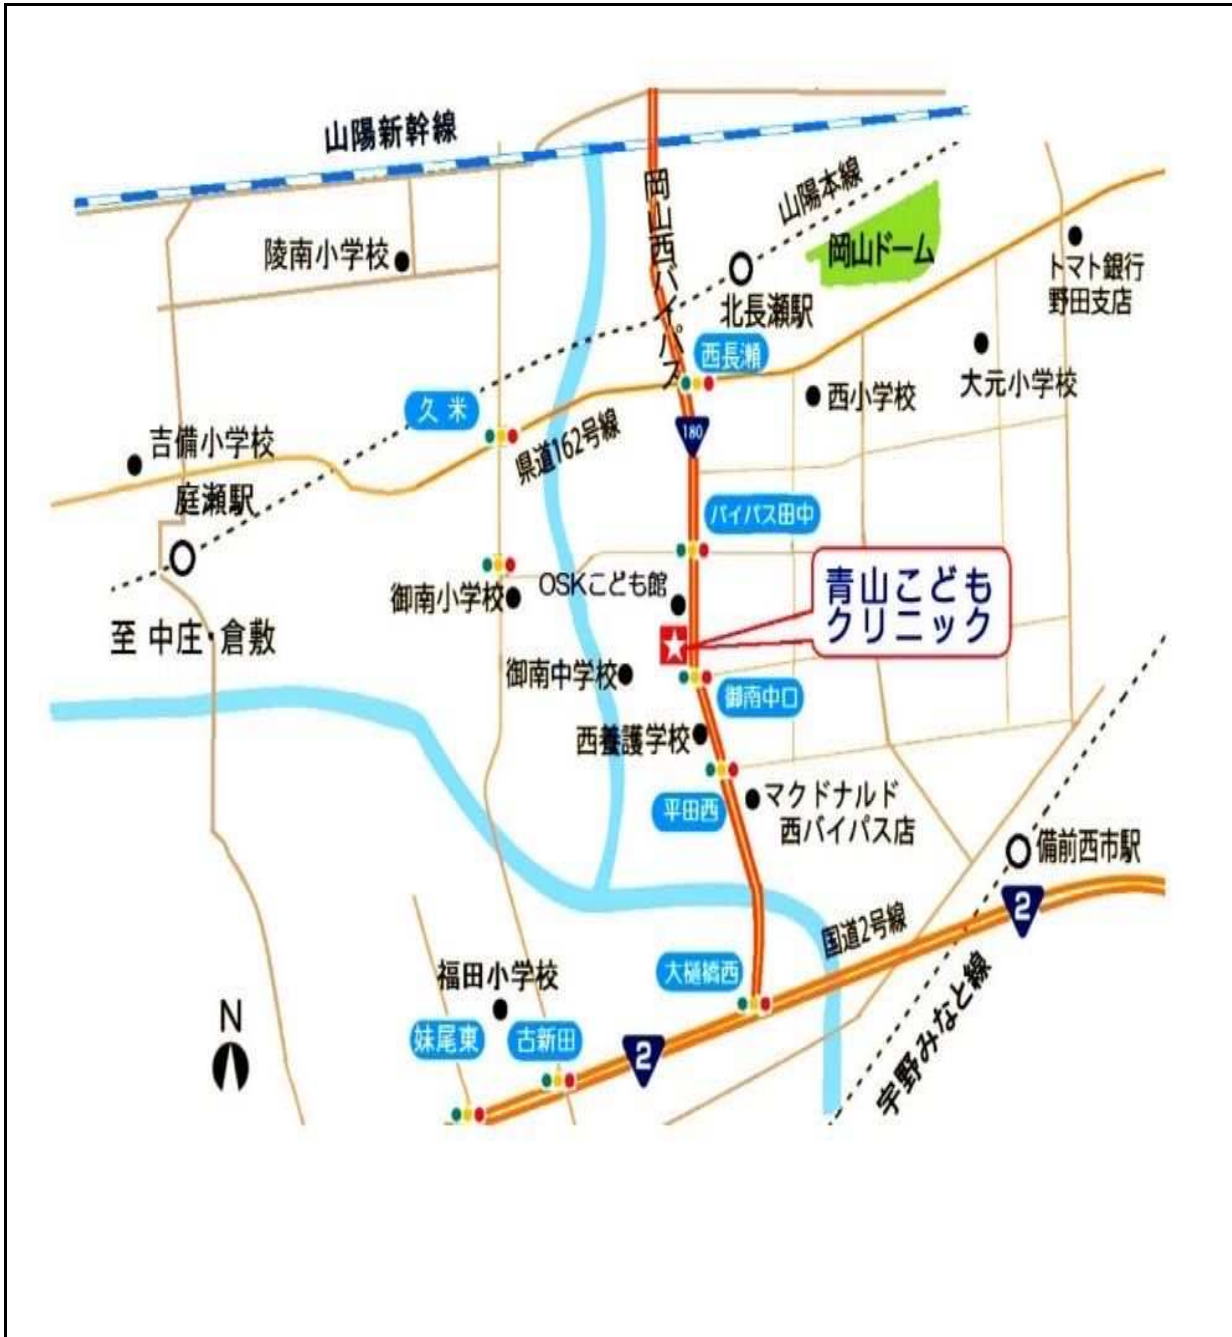 山陽新幹線
岡山西バイパス
山陽本線
陵南小学校
岡山ドーム
トマト銀行
野田支店
北長瀬駅
西長瀬
大元小学校
西小学校
久米
県道162号線
180
吉備小学校
庭瀬駅
バイパス田中
OSKこども館
御南小学校
青山こども
クリニック
至 中庄・倉敷
御南中学校
御南中口
西養護学校
平田西
マクドナルド
西バイパス店
備前西市駅
2
国道2号線
大樋橋西
福田小学校
宇野みなと線
N
妹尾東
古新田
2